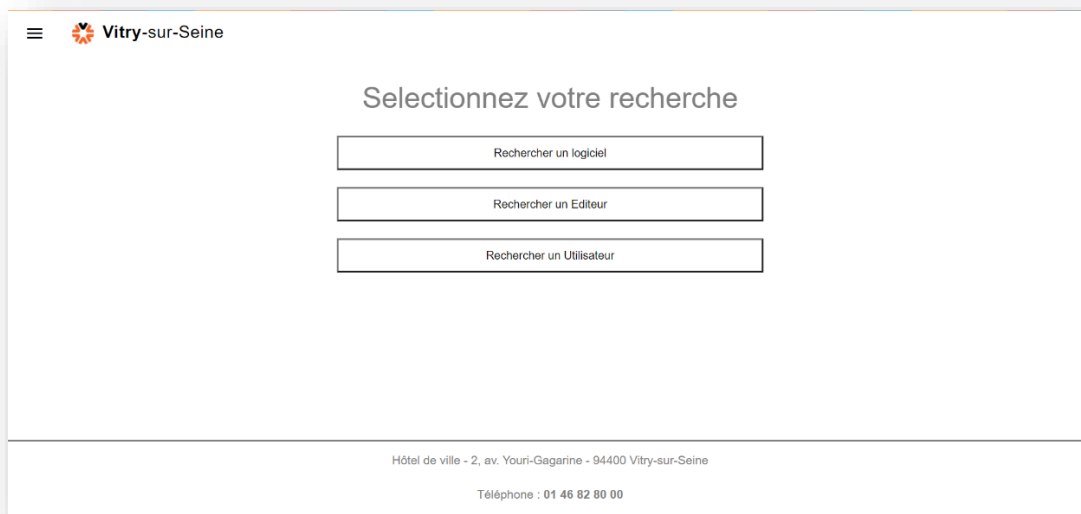 Vitry-sur-Seine
Selectionnez votre recherche
Rechercher un logiciel
Rechercher un Editeur
Rechercher un Utilisateur
Hôtel de ville - 2, av. Youri-Gagarine - 94400 Vitry-sur-Seine
Téléphone : 01 46 82 80 00